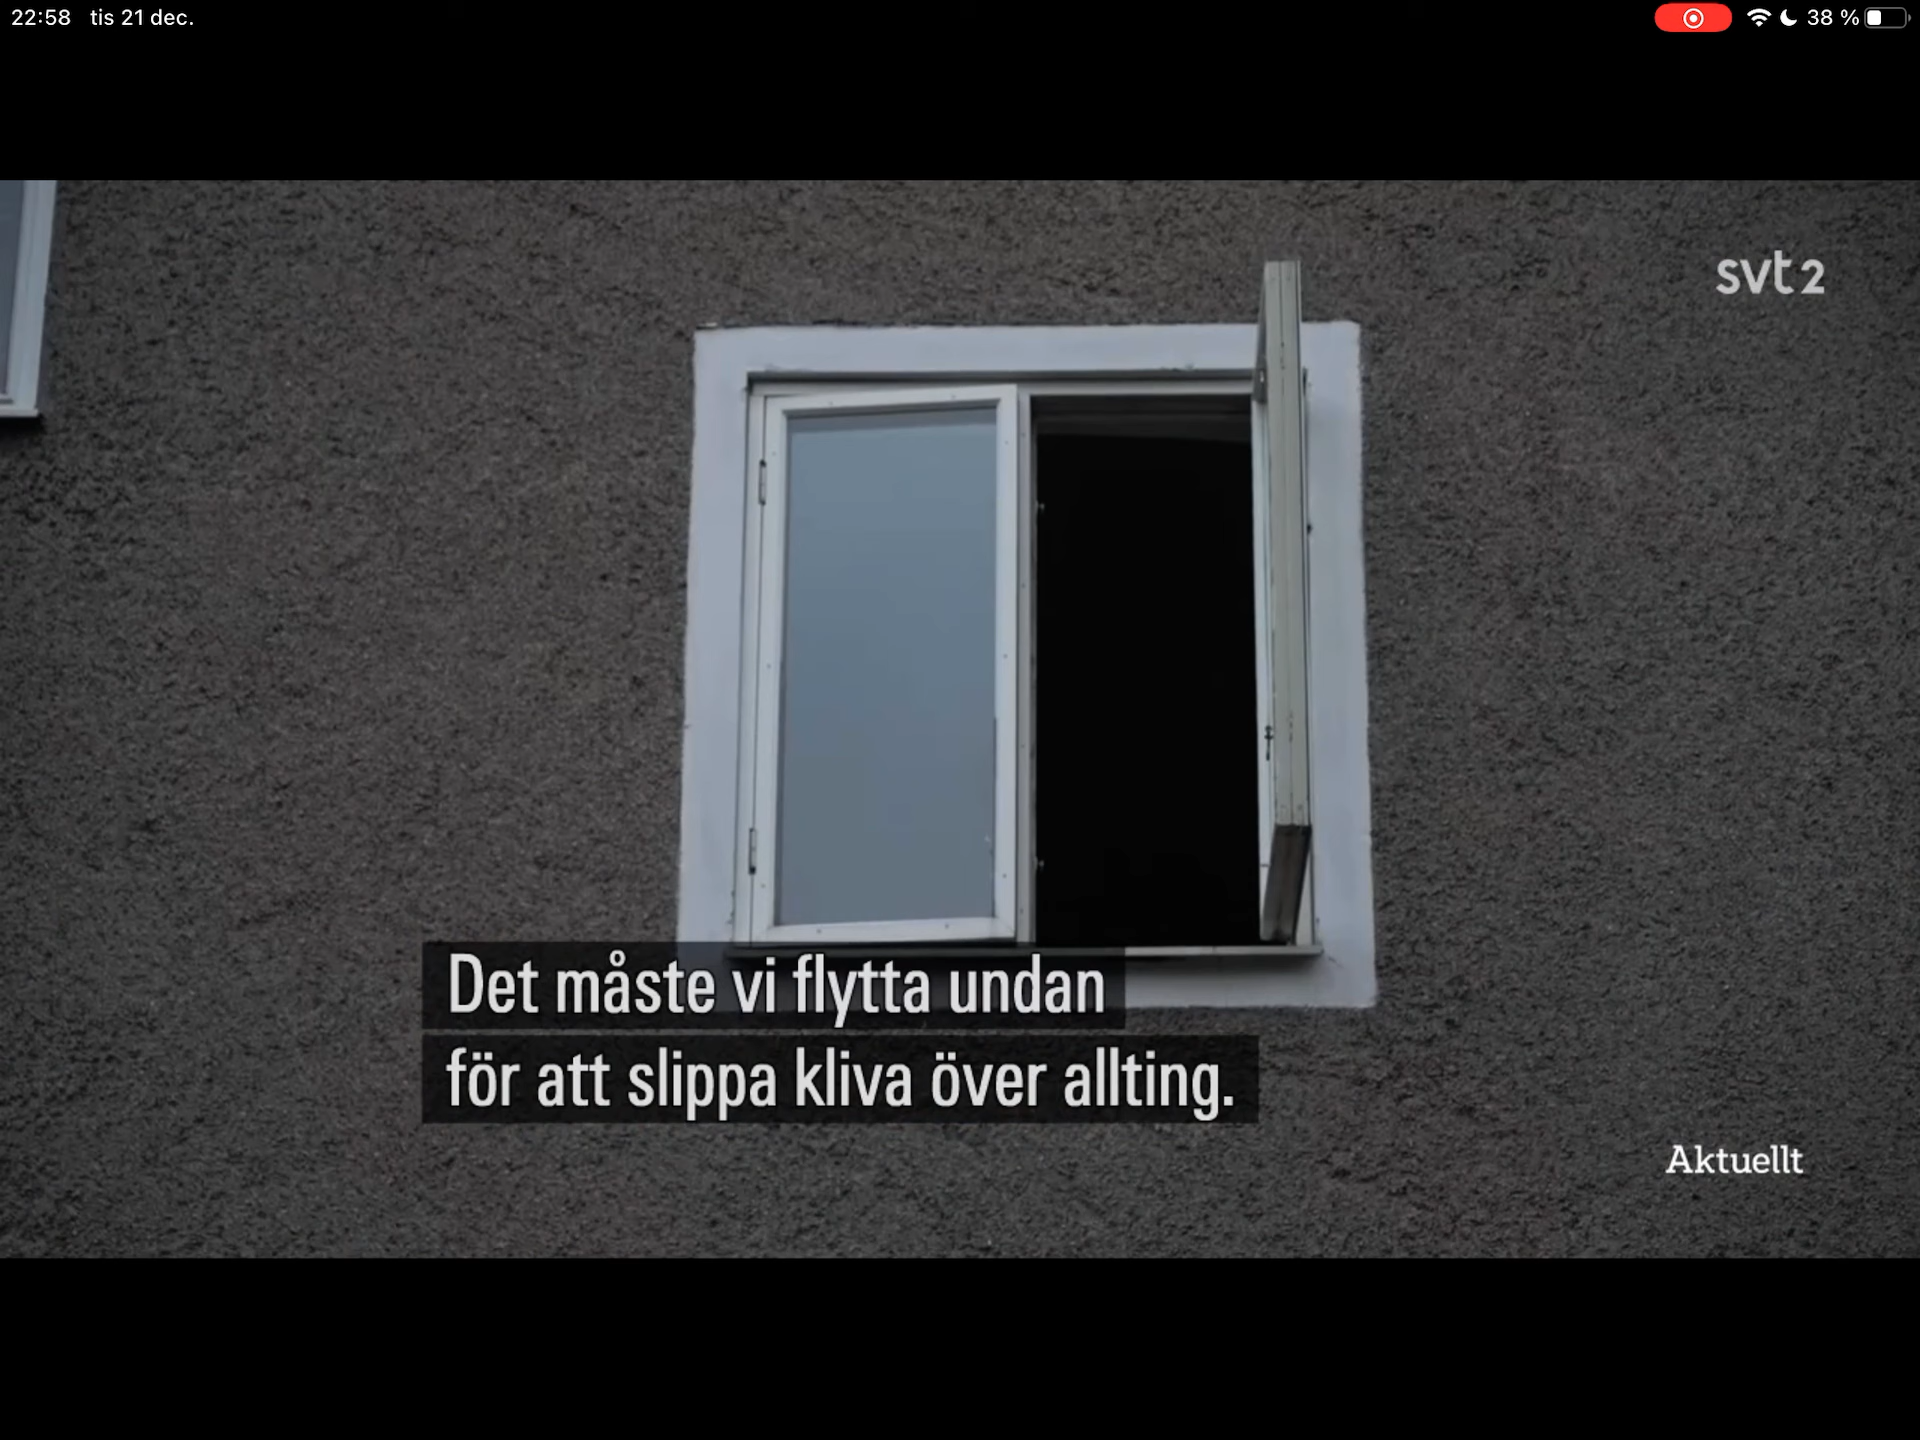 22:58 tis 21 dec.
38 %
svt2
Det måste vi flytta undan
för att slippa kliva över allting.
Aktuellt